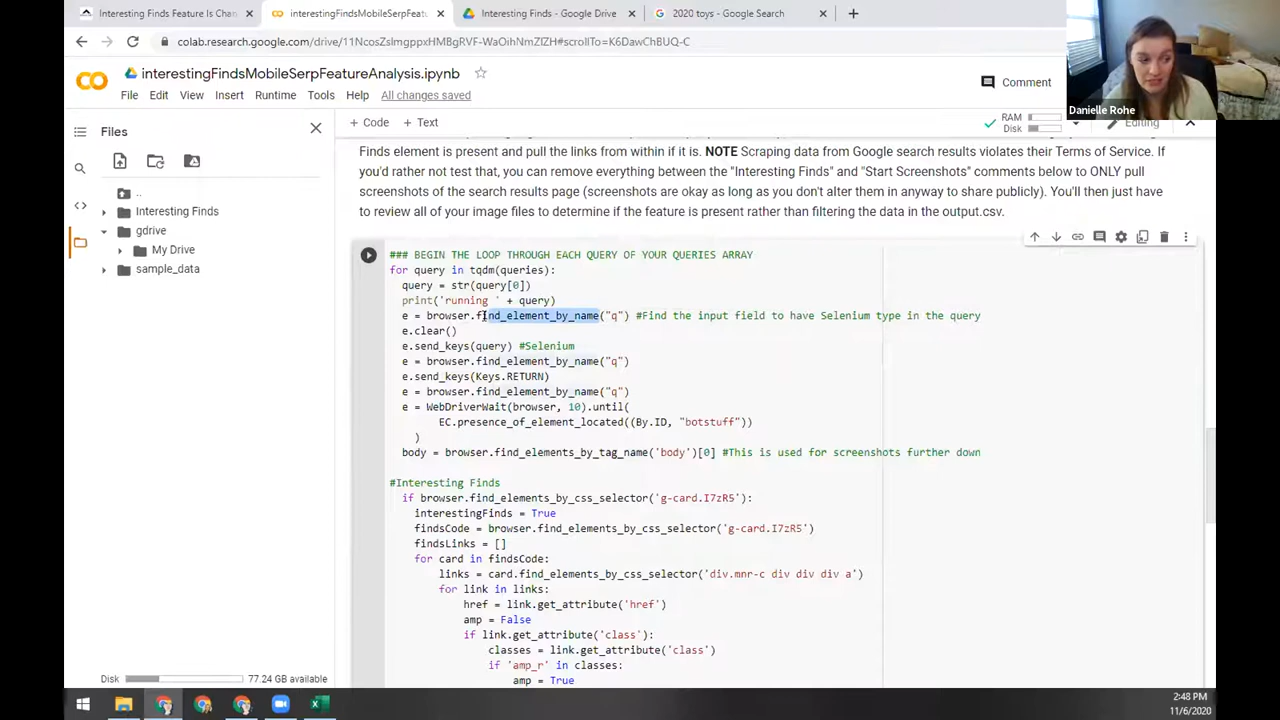 Interesting Finds Feature Is Chan
interestingFindsMobileSerpFeatu
Interesting Finds - Google Drive
2020 toys - Google Search
colab.research.google.com/drive/11NcosZsImgppxHMBgRVF-WaOihNmZIZH#scrollTo=K6DawChBUQ-C
interestingFindsMobileSerpFeatureAnalysis.ipynb
Comment
Danielle Rohe
File Edit View Insert Runtime Tools Help All changes saved
Files
+ Code + Text
RAM
Disk
Editing
Finds element is present and pull the links from within if it is. NOTE Scraping data from Google search results violates their Terms of Service. If
you'd rather not test that, you can remove everything between the "Interesting Finds" and "Start Screenshots" comments below to ONLY pull
screenshots of the search results page (screenshots are okay as long as you don't alter them in anyway to share publicly). You'll then just have
to review all of your image files to determine if the feature is present rather than filtering the data in the output.csv.
..
Interesting Finds
gdrive
My Drive
sample_data
### BEGIN THE LOOP THROUGH EACH QUERY OF YOUR QUERIES ARRAY
for query in tqdm(queries):
query = str(query[0])
print('running ' + query)
e = browser.find_element_by_name("q") #Find the input field to have Selenium type in the query
e.clear()
e.send_keys(query) #Selenium
e = browser.find_element_by_name("q")
e.send_keys(Keys.RETURN)
e = browser.find_element_by_name("q")
e = WebDriverWait(browser, 10).until(
EC.presence_of_element_located((By.ID, "botstuff"))
)
body = browser.find_elements_by_tag_name('body')[0] #This is used for screenshots further down
#Interesting Finds
if browser.find_elements_by_css_selector('g-card.I7zR5'):
interestingFinds = True
findsCode = browser.find_elements_by_css_selector('g-card.I7zR5')
findsLinks = []
for card in findsCode:
links = card.find_elements_by_css_selector('div.mnr-c div div div a')
for link in links:
href = link.get_attribute('href')
amp = False
if link.get_attribute('class'):
classes = link.get_attribute('class')
if 'amp_r' in classes:
amp = True
Disk
77.24 GB available
2:48 PM
11/6/2020